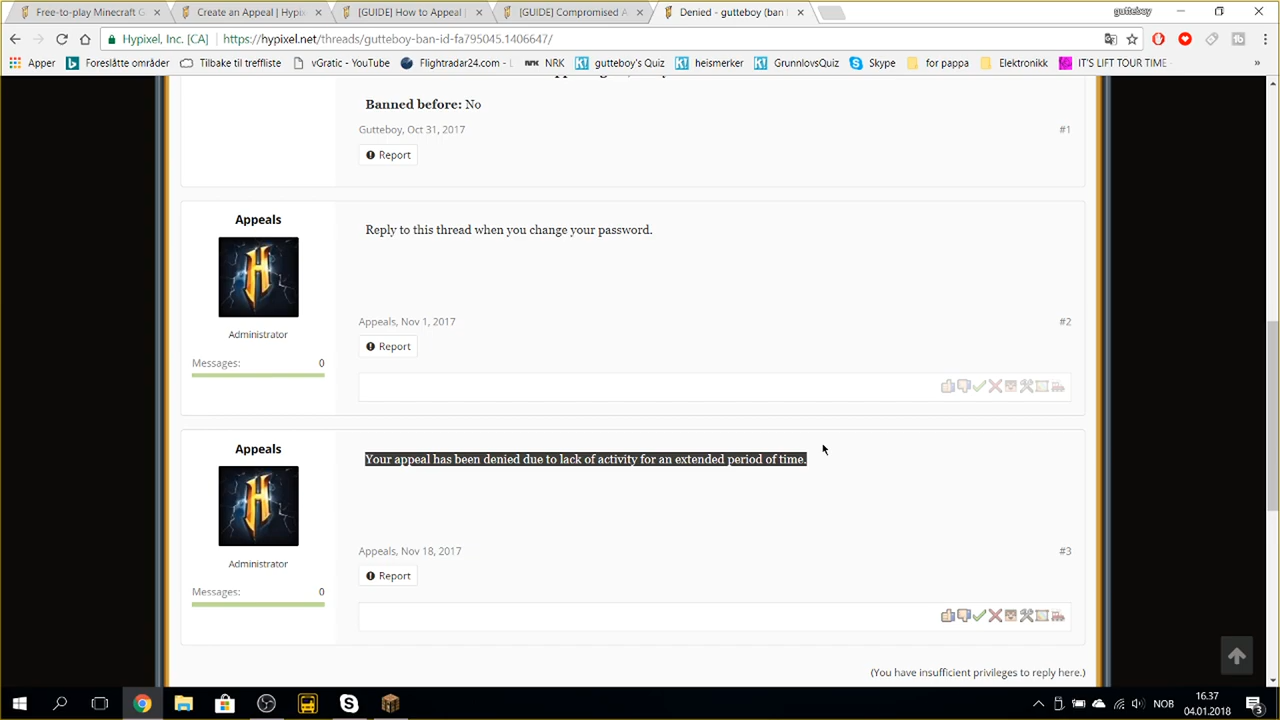 Free-to-play Minecraft G
Create an Appeal | Hypix
[GUIDE] How to Appeal |
[GUIDE] Compromised A
Denied - gutteboy (ban
gutteboy
Hypixel, Inc. [CA]
https://hypixel.net/threads/gutteboy-ban-id-fa795045.1406647/
Apper
Foreslåtte områder
Tilbake til treffliste
vGratic - YouTube
Flightradar24.com - L
NRK
gutteboy's Quiz
heismerker
GrunnlovsQuiz
Skype
for pappa
Elektronikk
IT'S LIFT TOUR TIME -
Banned before: No
Gutteboy, Oct 31, 2017
#1
Report
Appeals
Reply to this thread when you change your password.
Administrator
Appeals, Nov 1, 2017
#2
Report
Messages: 0
Appeals
Your appeal has been denied due to lack of activity for an extended period of time.
Administrator
Appeals, Nov 18, 2017
#3
Report
Messages: 0
(You have insufficient privileges to reply here.)
NOB
16.37
04.01.2018
3